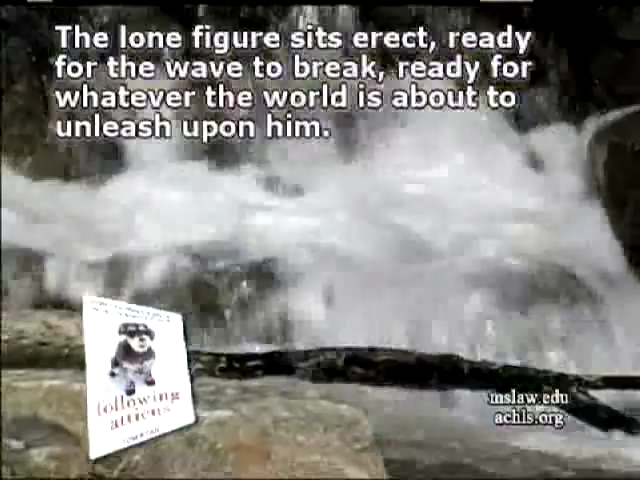 The lone figure sits erect, ready
for the wave to break, ready for
whatever the world is about to
unleash upon him.
following
atticus
mslaw.edu
achls.org